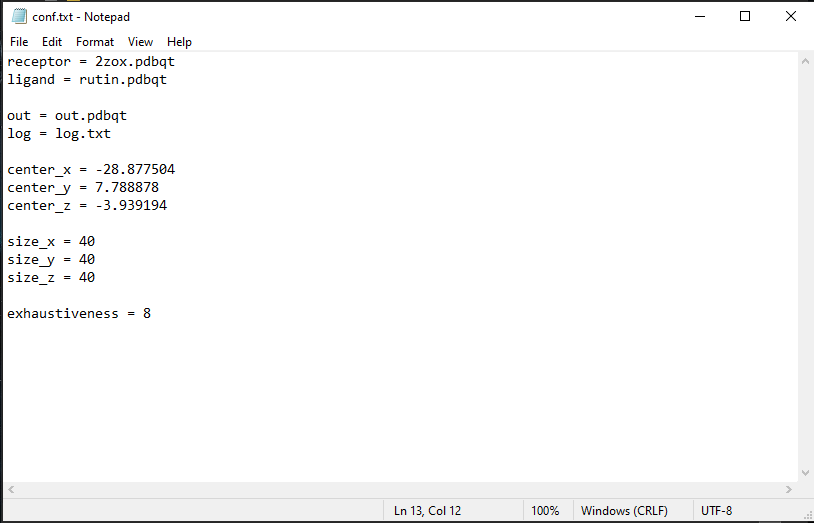 conf.txt - Notepad
File Edit Format View Help
receptor = 2zox.pdbqt
ligand = rutin.pdbqt
out = out.pdbqt
log = log.txt
center_x = -28.877504
center_y = 7.788878
center_z = -3.939194
size_x = 40
size_y = 40
size_z = 40
exhaustiveness = 8
Ln 13, Col 12 100% Windows (CRLF) UTF-8